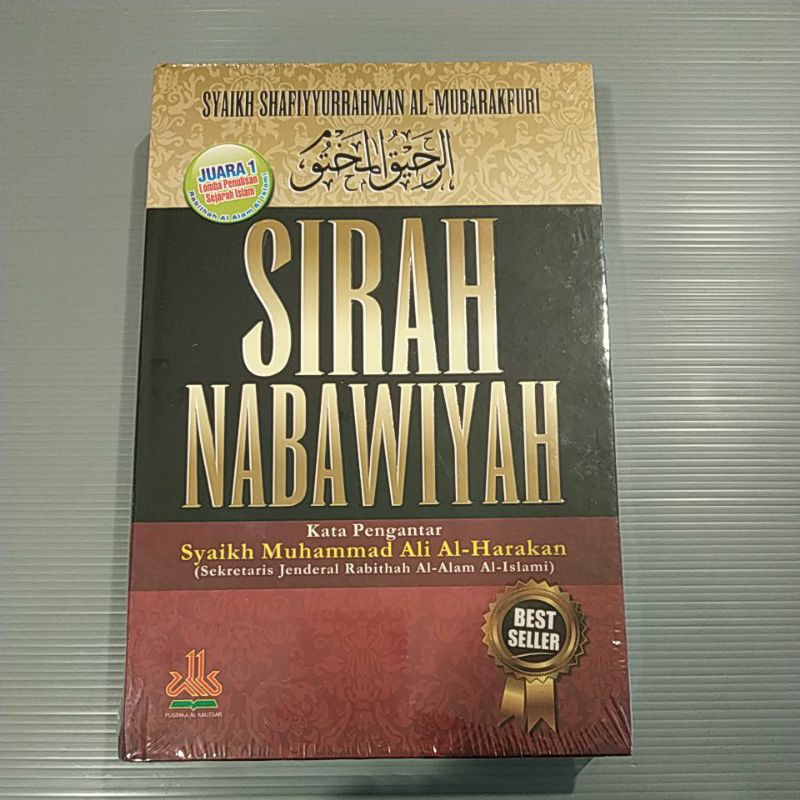 SYAIKH SHAFIYYURRAHMAN AL-MUBARAKFURI
الرحيق المختوم
JUARA 1
Lomba Penulisan
Sejarah Islam
Rabithah Al Alam Al Islami
SIRAH
NABAWIYAH
Kata Pengantar
Syaikh Muhammad Ali Al-Harakan
(Sekretaris Jenderal Rabithah Al-Alam Al-Islami)
BEST
SELLER
PUSTAKA AL KAUTSAR